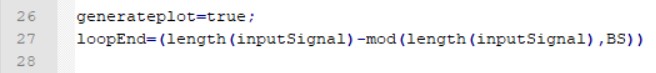 26 generateplot=true;
27 loopEnd=(length(inputSignal)-mod(length(inputSignal),BS))
28